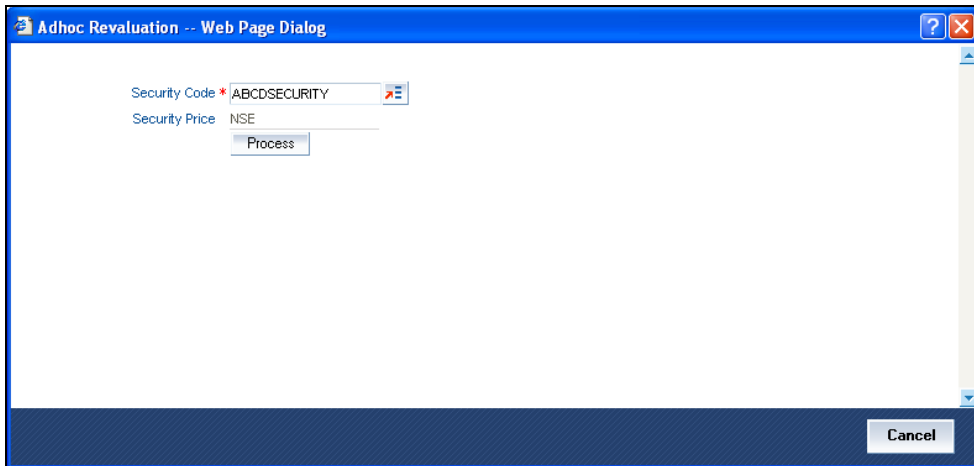 Adhoc Revaluation -- Web Page Dialog ?
Security Code * ABCDSECURITY
Security Price NSE
Process
Cancel